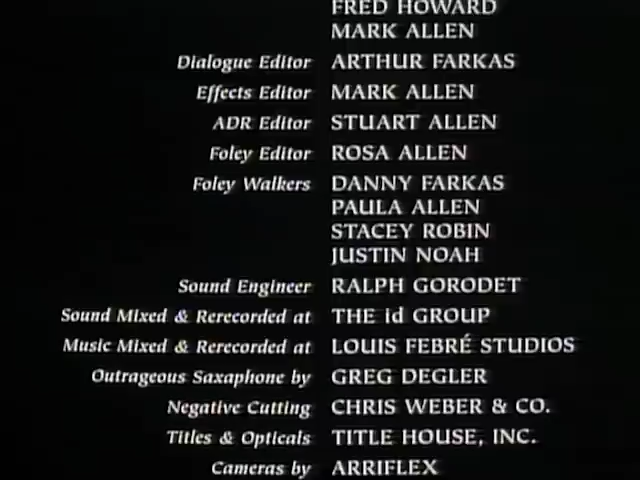 FRED HOWARD
MARK ALLEN
Dialogue Editor ARTHUR FARKAS
Effects Editor MARK ALLEN
ADR Editor STUART ALLEN
Foley Editor ROSA ALLEN
Foley Walkers DANNY FARKAS
PAULA ALLEN
STACEY ROBIN
JUSTIN NOAH
Sound Engineer RALPH GORODET
Sound Mixed & Rerecorded at THE id GROUP
Music Mixed & Rerecorded at LOUIS FEBRÉ STUDIOS
Outrageous Saxaphone by GREG DEGLER
Negative Cutting CHRIS WEBER & CO.
Titles & Opticals TITLE HOUSE, INC.
Cameras by ARRIFLEX